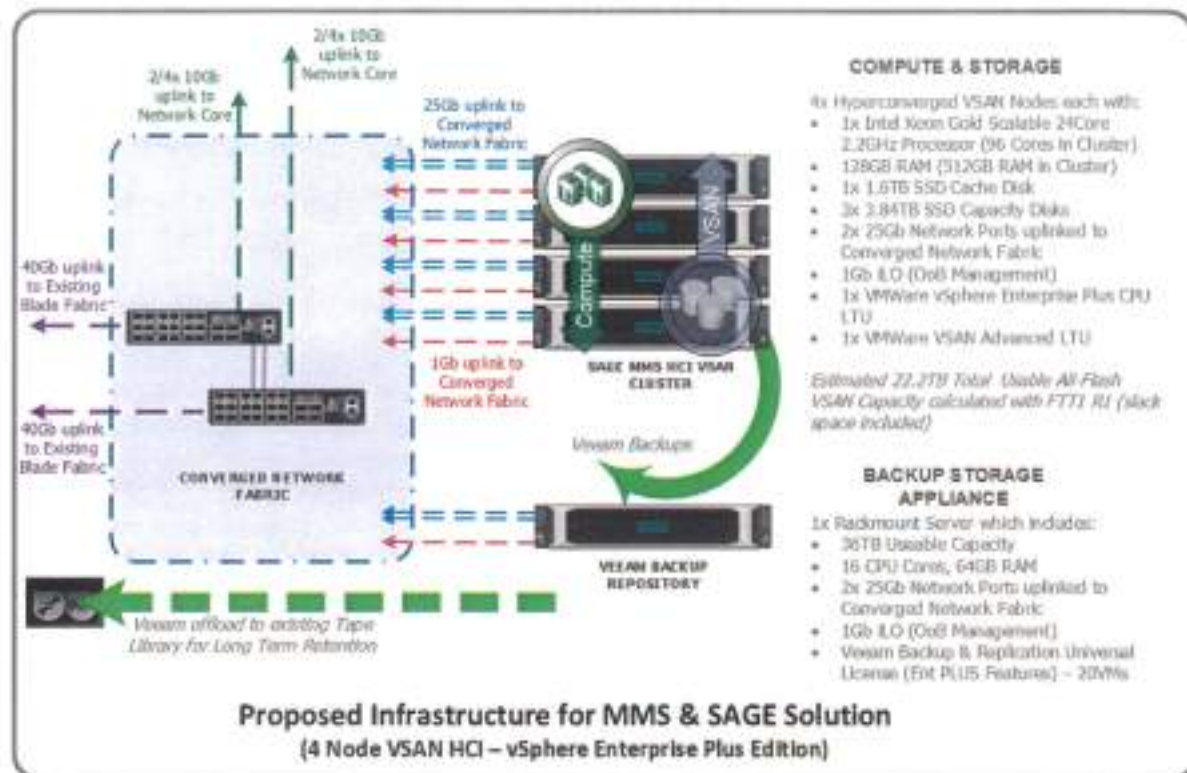 2/4x 10Gb
uplink to
Network Core
2/4x 10Gb
uplink to
Network Core
25Gb uplink to
Converged
Network Fabric
40Gb uplink
to Existing
Blade Fabric
40Gb uplink
to Existing
Blade Fabric
CONVERGED NETWORK
FABRIC
1Gb uplink to
Converged
Network Fabric
Compute
VSAN
SAGE MMS HCI VSAN
CLUSTER
Veeam Backups
VEEAN BACKUP
REPOSITORY
Veeam offload to existing Tape
Library for Long Term Retention
COMPUTE & STORAGE
4x Hyperconverged VSAN Nodes each with:
• 1x Intel Xeon Gold Scalable 24Core
2.2GHz Processor (96 Cores in Cluster)
• 128GB RAM (512GB RAM in Cluster)
• 1x 1.6TB SSD Cache Disk
• 3x 3.84TB SSD Capacity Disks
• 2x 25Gb Network Ports uplinked to
Converged Network Fabric
• 1Gb iLO (OoB Management)
• 1x VMWare vSphere Enterprise Plus CPU
LTU
• 1x VMWare VSAN Advanced LTU
Estimated 22.2TB Total Usable All-Flash
VSAN Capacity calculated with FTT1 R1 (slack
space included)
BACKUP STORAGE
APPLIANCE
1x Rackmount Server which includes:
• 36TB Useable Capacity
• 16 CPU Cores, 64GB RAM
• 2x 25Gb Network Ports uplinked to
Converged Network Fabric
• 1Gb iLO (OoB Management)
• Veeam Backup & Replication Universal
License (Ent PLUS Features) – 20VMs
Proposed Infrastructure for MMS & SAGE Solution
(4 Node VSAN HCI – vSphere Enterprise Plus Edition)